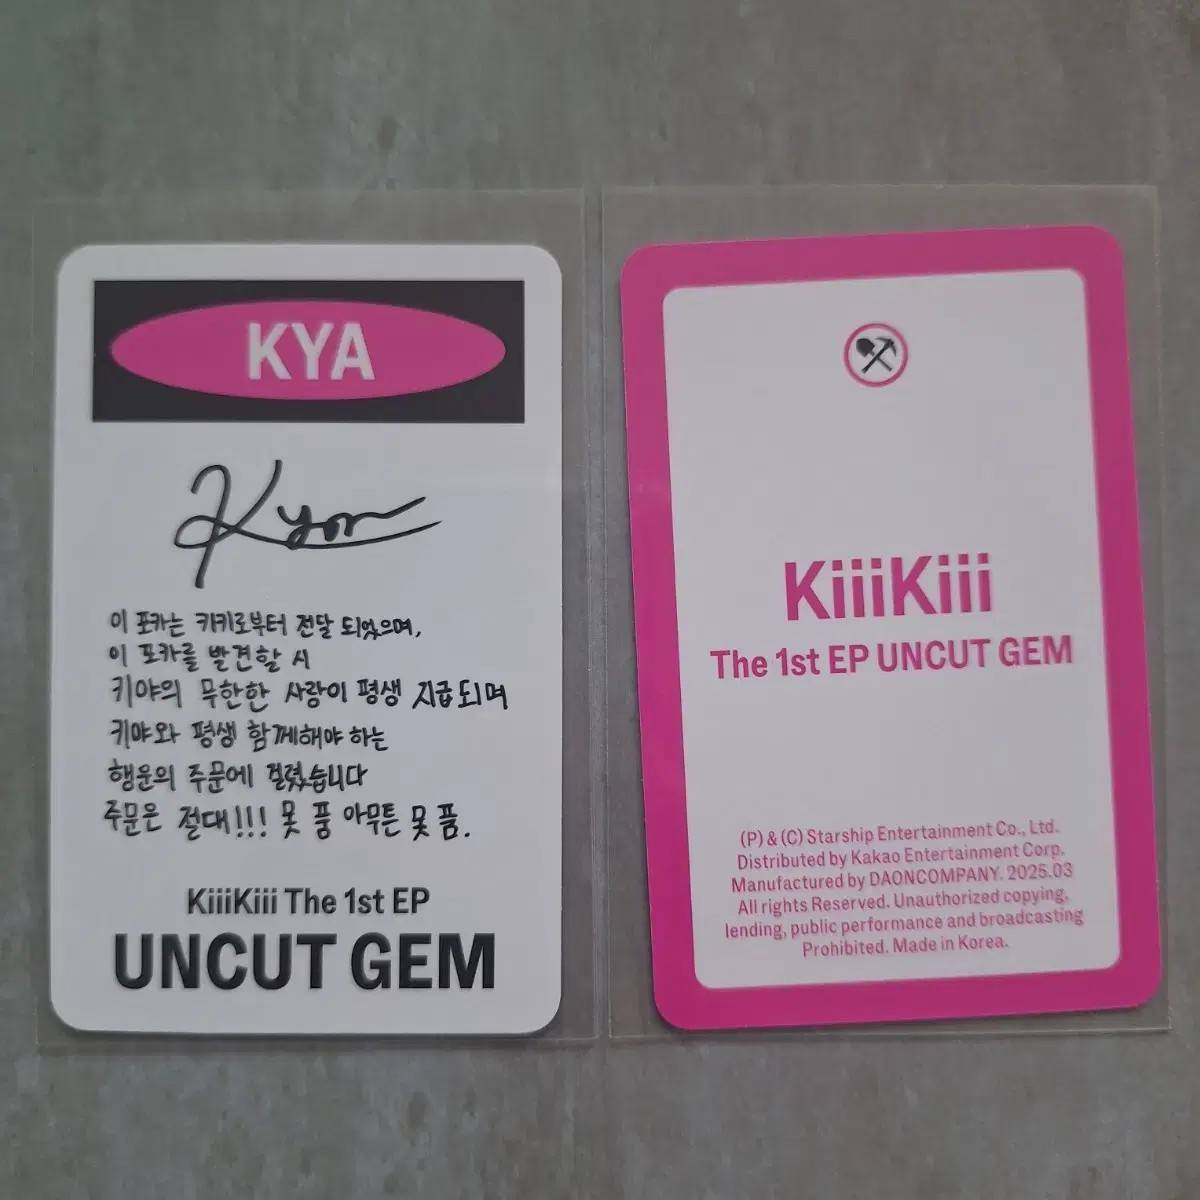 KYA
Kya
이 포카는 키키로부터 전달 되었으며,
이 포카를 발견할 시
키야의 무한한 사랑이 평생 지급되며
키야와 평생 함께해야 하는
행운의 주문에 걸렸습니다
주문은 절대!!! 못 풍 아무튼 못 품.
KiiiKiii The 1st EP
UNCUT GEM
KiiiKiii
The 1st EP UNCUT GEM
(P) & (C) Starship Entertainment Co., Ltd.
Distributed by Kakao Entertainment Corp.
Manufactured by DAONCOMPANY. 2025.03
All rights Reserved. Unauthorized copying,
lending, public performance and broadcasting
Prohibited. Made in Korea.